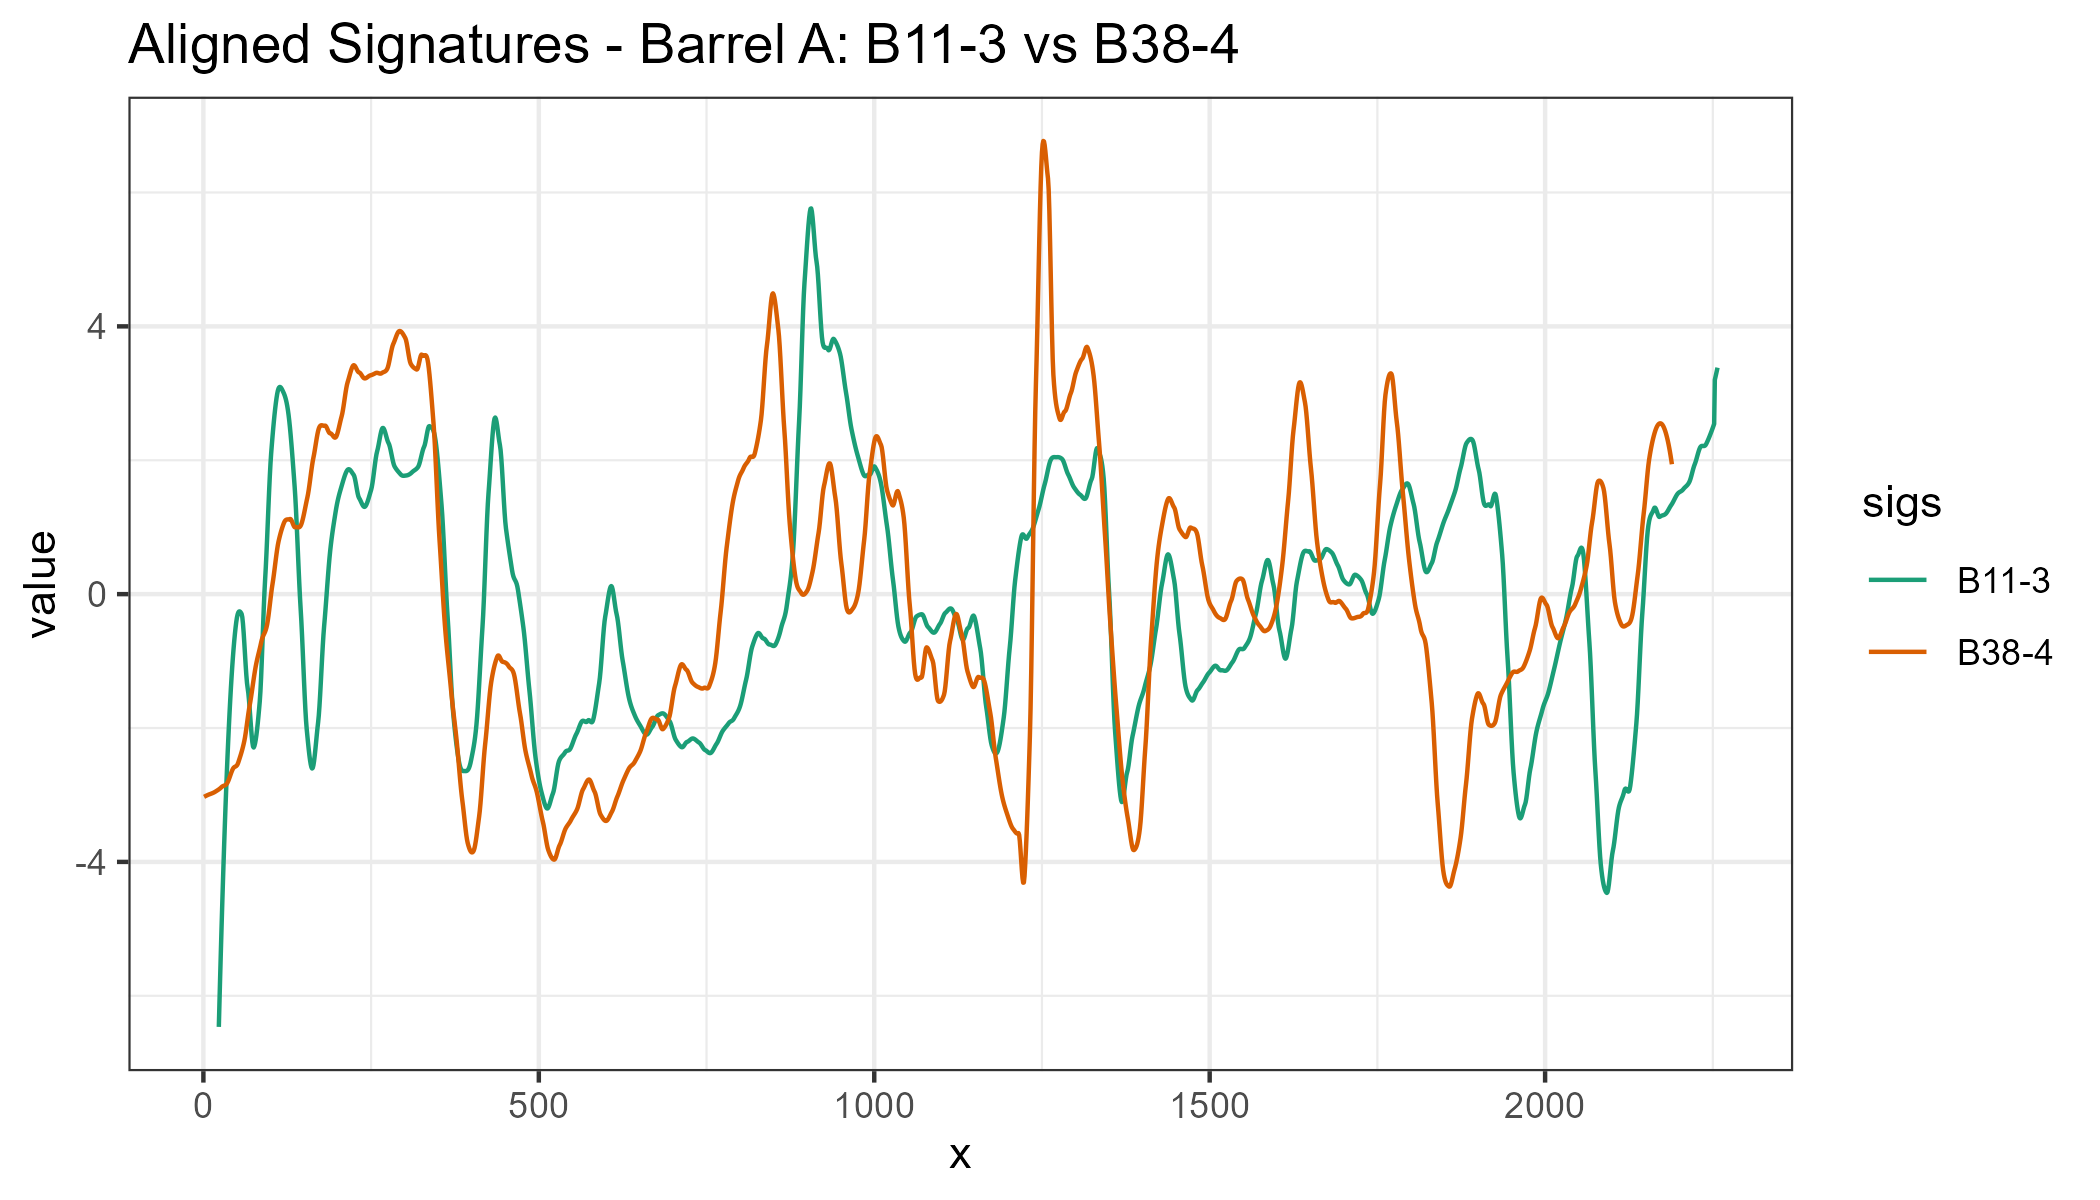 Aligned Signatures - Barrel A: B11-3 vs B38-4
value
4
0
-4
0 500 1000 1500 2000
x
sigs
B11-3
B38-4